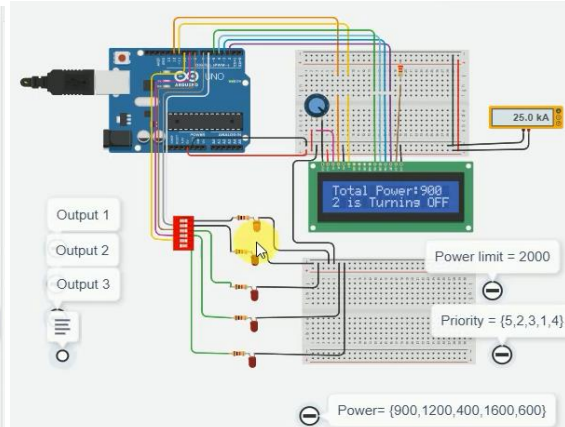 UNO
ARDUINO
25.0 kA
Total Power:900
2 is Turning OFF
Output 1
Output 2
Output 3
Power limit = 2000
Priority = {5,2,3,1,4}
Power= {900,1200,400,1600,600}